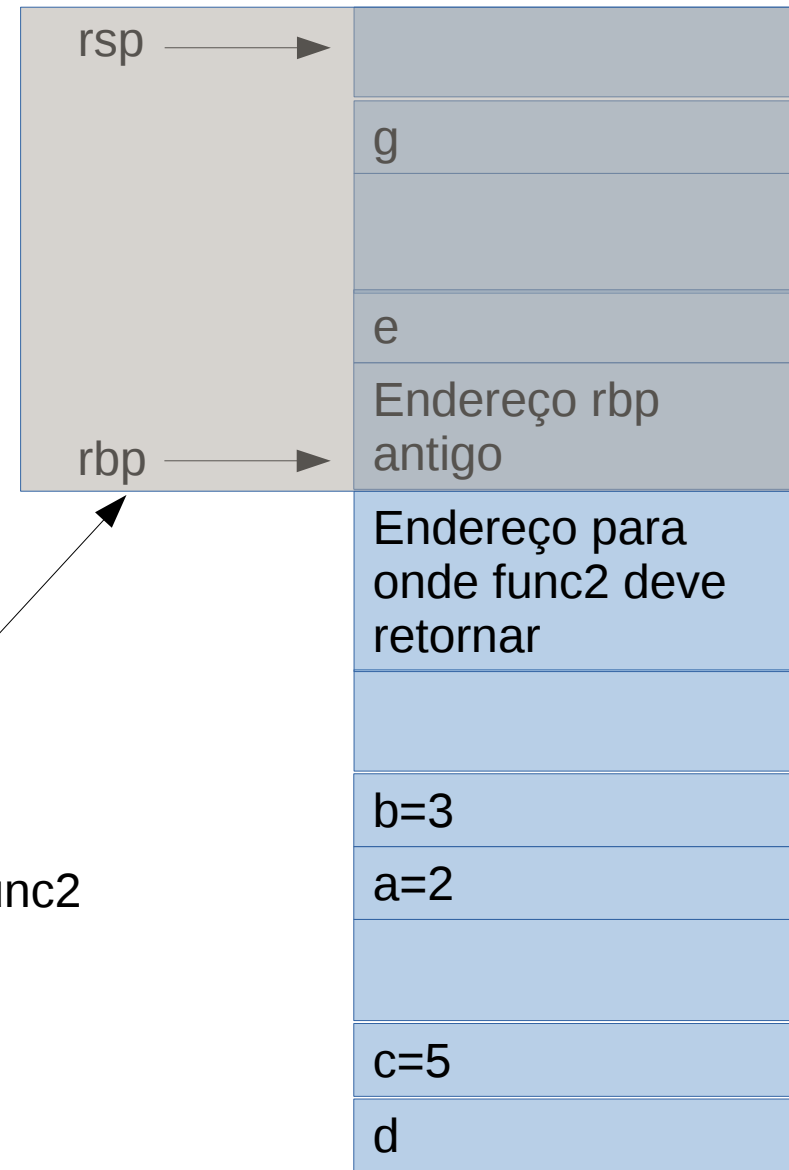 rsp
g
e
Endereço rbp
antigo
rbp
Endereço para
onde func2 deve
retornar
b=3
a=2
c=5
d